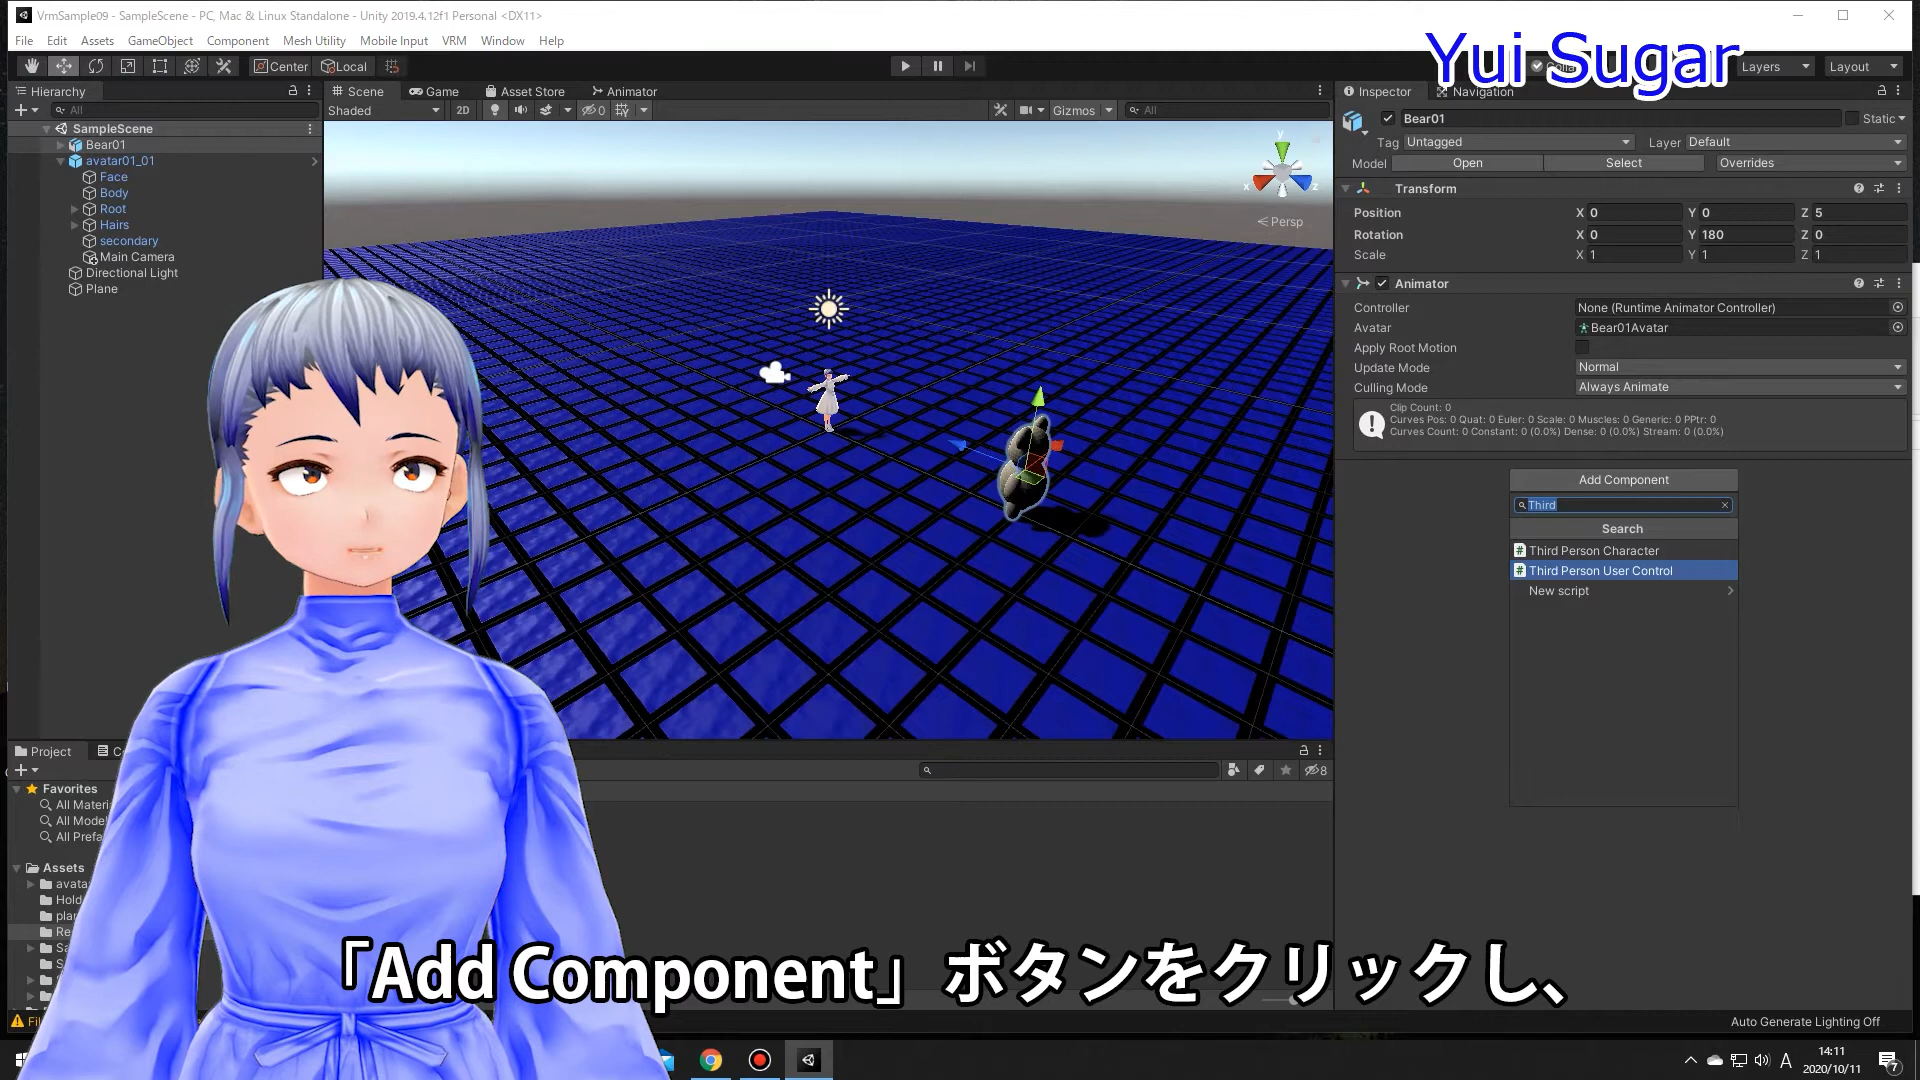 VrmSample09 - SampleScene - PC, Mac & Linux Standalone - Unity 2019.4.12f1 Personal <DX11>
File Edit Assets GameObject Component Mesh Utility Mobile Input VRM Window Help
Yui Sugar
Center Local Layers Layout
Hierarchy
All
SampleScene
Bear01
avatar01_01
Face
Body
Root
Hairs
secondary
Main Camera
Directional Light
Plane
Scene Game Asset Store Animator
Shaded 2D 0 Gizmos All
y
x z
Persp
Inspector Navigation
Bear01 Static
Tag Untagged Layer Default
Model Open Select Overrides
Transform
Position X 0 Y 0 Z 5
Rotation X 0 Y 180 Z 0
Scale X 1 Y 1 Z 1
Animator
Controller None (Runtime Animator Controller)
Avatar Bear01Avatar
Apply Root Motion
Update Mode Normal
Culling Mode Always Animate
Clip Count: 0
Curves Pos: 0 Quat: 0 Euler: 0 Scale: 0 Muscles: 0 Generic: 0 PPtr: 0
Curves Count: 0 Constant: 0 (0.0%) Dense: 0 (0.0%) Stream: 0 (0.0%)
Add Component
Third
Search
Third Person Character
Third Person User Control
New script
Project
8
Favorites
All Materi
All Model
All Prefa
Assets
avata
Hold
plan
Re
「Add Component」ボタンをクリックし、
Auto Generate Lighting Off
A 14:11
2020/10/11
7